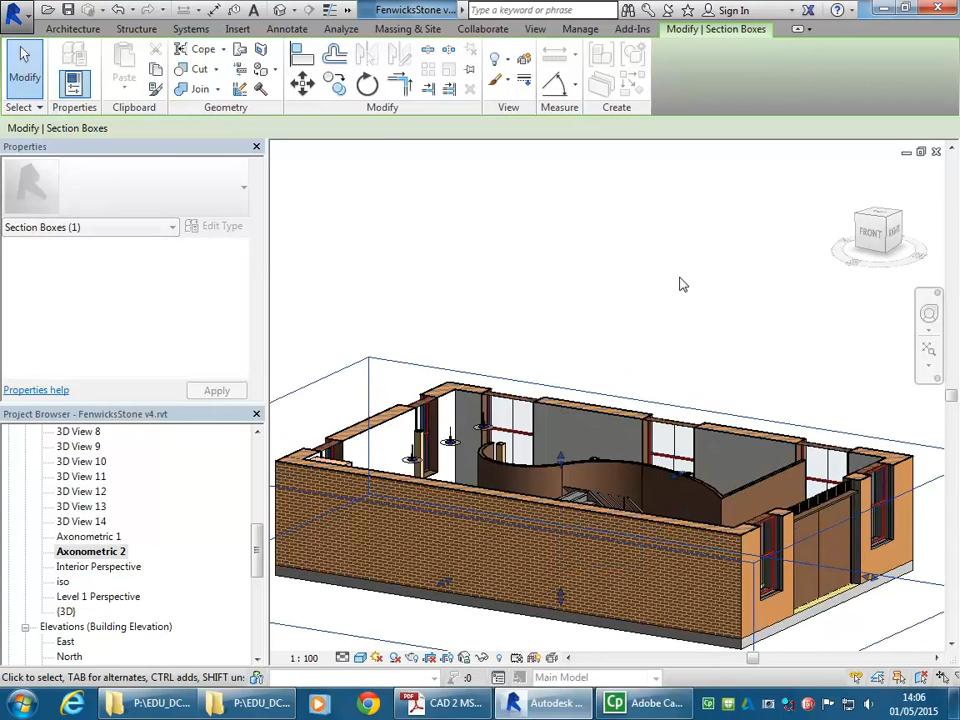 FenwicksStone v...
Type a keyword or phrase
Sign In
Architecture
Structure
Systems
Insert
Annotate
Analyze
Massing & Site
Collaborate
View
Manage
Add-Ins
Modify | Section Boxes
Modify
Paste
Cope
Cut
Join
Select
Properties
Clipboard
Geometry
Modify
View
Measure
Create
Modify | Section Boxes
Properties
Section Boxes (1)
Edit Type
Properties help
Apply
FRONT
RIGHT
Project Browser - FenwicksStone v4.rvt
3D View 8
3D View 9
3D View 10
3D View 11
3D View 12
3D View 13
3D View 14
Axonometric 1
Axonometric 2
Interior Perspective
iso
Level 1 Perspective
{3D}
Elevations (Building Elevation)
East
North
1 : 100
Click to select, TAB for alternates, CTRL adds, SHIFT un:
:0
Main Model
P:\EDU_DC...
P:\EDU_DC...
CAD 2 MS...
Autodesk ...
Adobe Ca...
14:06
01/05/2015